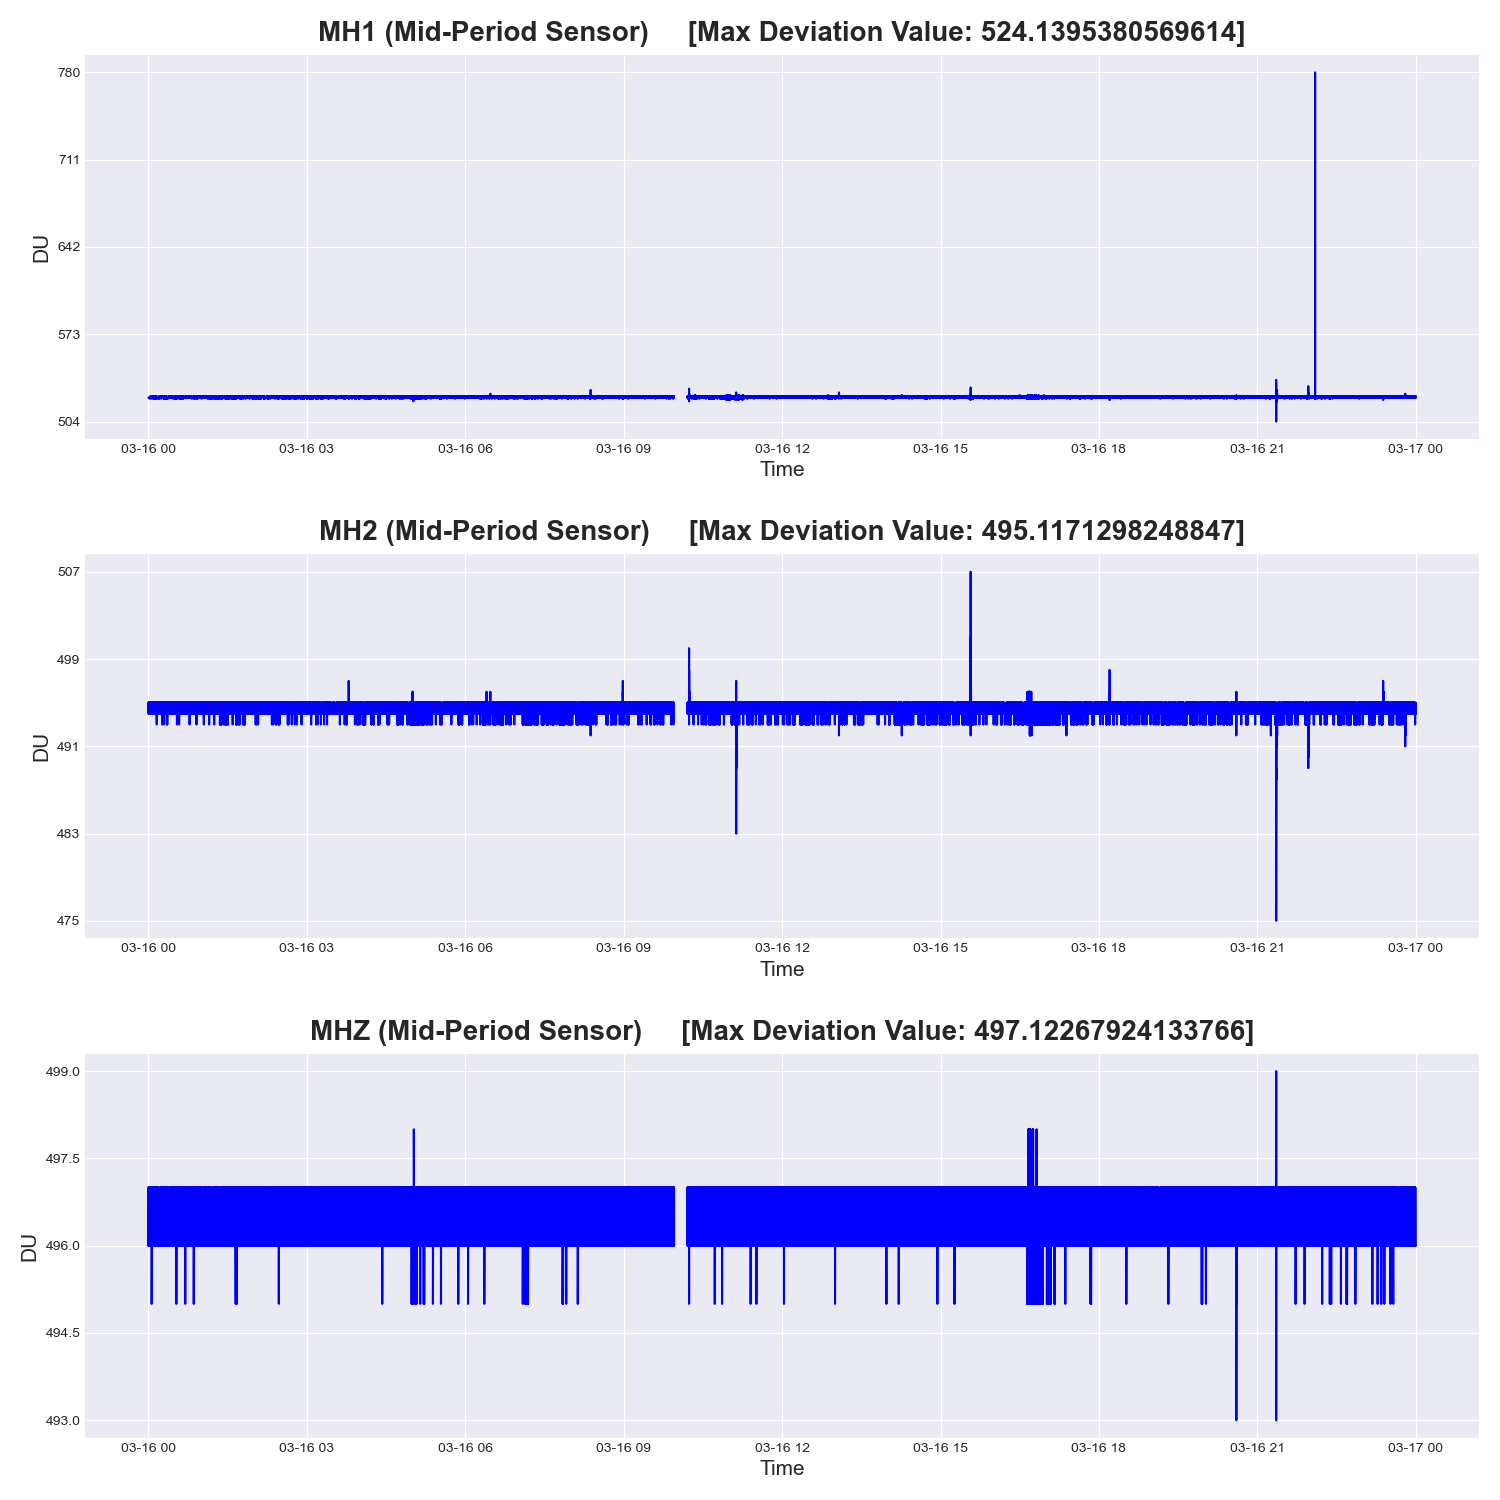 MH1 (Mid-Period Sensor) [Max Deviation Value: 524.1395380569614]
780
711
642
573
504
DU
03-16 00 03-16 03 03-16 06 03-16 09 03-16 12 03-16 15 03-16 18 03-16 21 03-17 00
Time
MH2 (Mid-Period Sensor) [Max Deviation Value: 495.1171298248847]
507
499
491
483
475
DU
03-16 00 03-16 03 03-16 06 03-16 09 03-16 12 03-16 15 03-16 18 03-16 21 03-17 00
Time
MHZ (Mid-Period Sensor) [Max Deviation Value: 497.12267924133766]
499.0
497.5
496.0
494.5
493.0
DU
03-16 00 03-16 03 03-16 06 03-16 09 03-16 12 03-16 15 03-16 18 03-16 21 03-17 00
Time